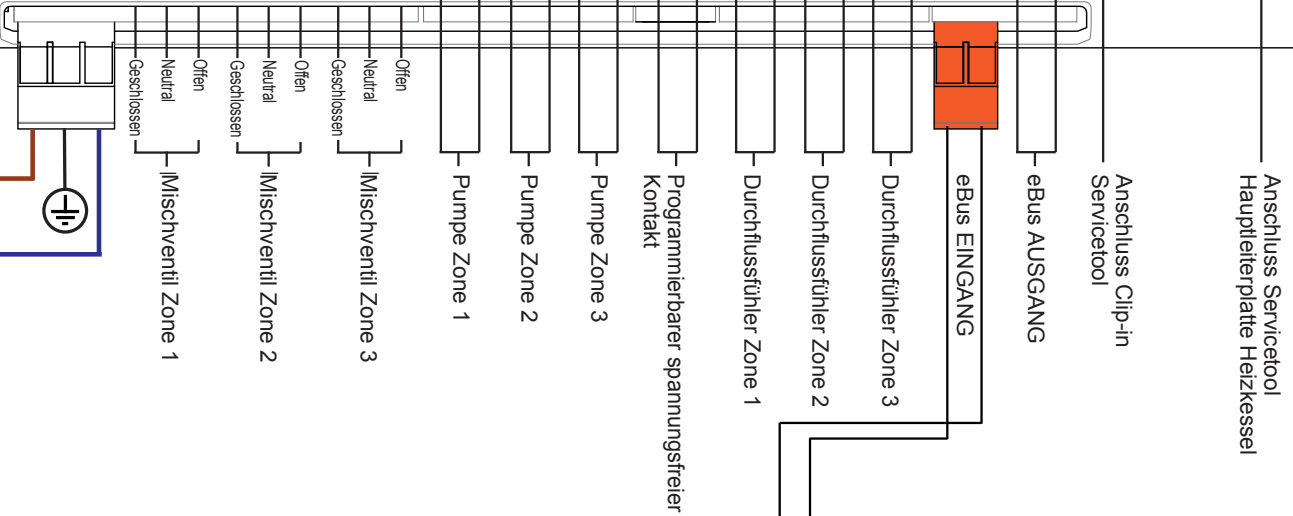 Geschlossen
Neutral
Offen
Geschlossen
Neutral
Offen
Geschlossen
Neutral
Offen
Mischventil Zone 1
Mischventil Zone 2
Mischventil Zone 3
Pumpe Zone 1
Pumpe Zone 2
Pumpe Zone 3
Programmierbarer spannungsfreier
Kontakt
Durchflussfühler Zone 1
Durchflussfühler Zone 2
Durchflussfühler Zone 3
eBus EINGANG
eBus AUSGANG
Anschluss Clip-in
Servicetool
Anschluss Servicetool
Hauptleiterplatte Heizkessel